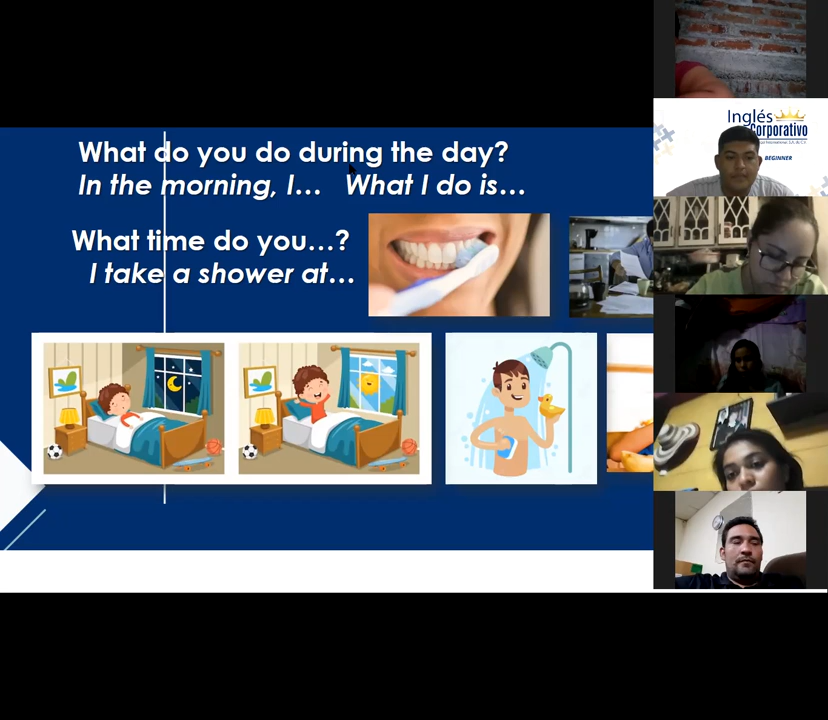 What do you do during the day?
In the morning, I... What I do is...
What time do you...?
I take a shower at...
Inglés
Corporativo
BEGINNER